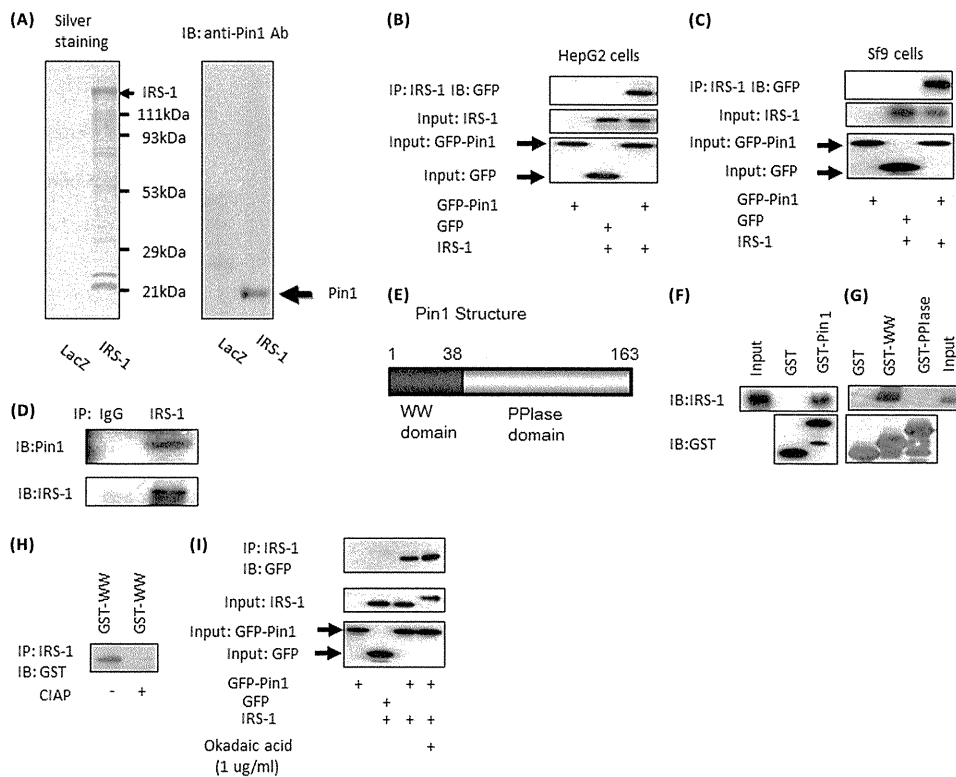 (A)
Silver
staining
IB: anti-Pin1 Ab
IRS-1
111kDa
93kDa
53kDa
29kDa
21kDa
Pin1
LacZ
IRS-1
LacZ
IRS-1
(B)
HepG2 cells
IP: IRS-1 IB: GFP
Input: IRS-1
Input: GFP-Pin1
Input: GFP
GFP-Pin1 + +
GFP +
IRS-1 + +
(C)
Sf9 cells
IP: IRS-1 IB: GFP
Input: IRS-1
Input: GFP-Pin1
Input: GFP
GFP-Pin1 + +
GFP +
IRS-1 + +
(D)
IP: IgG IRS-1
IB:Pin1
IB:IRS-1
(E)
Pin1 Structure
1 38 163
WW
domain
PPIase
domain
(F)
Input
GST
GST-Pin1
IB:IRS-1
IB:GST
(G)
GST
GST-WW
GST-PPIase
Input
(H)
GST-WW
GST-WW
IP: IRS-1
IB: GST
CIAP - +
(I)
IP: IRS-1
IB: GFP
Input: IRS-1
Input: GFP-Pin1
Input: GFP
GFP-Pin1 + + +
GFP +
IRS-1 + + +
Okadaic acid +
(1 ug/ml)